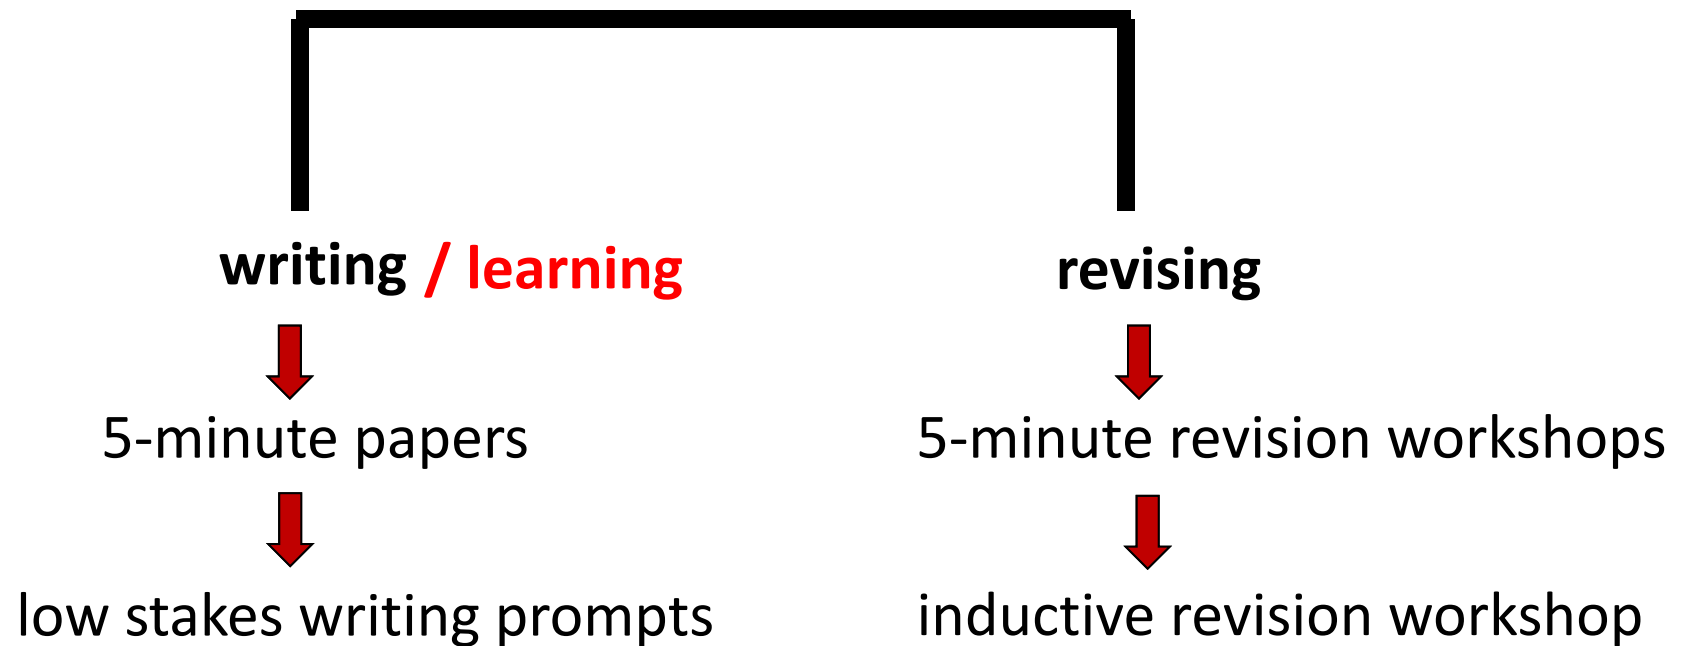 writing / learning
revising
5-minute papers
5-minute revision workshops
low stakes writing prompts
inductive revision workshop